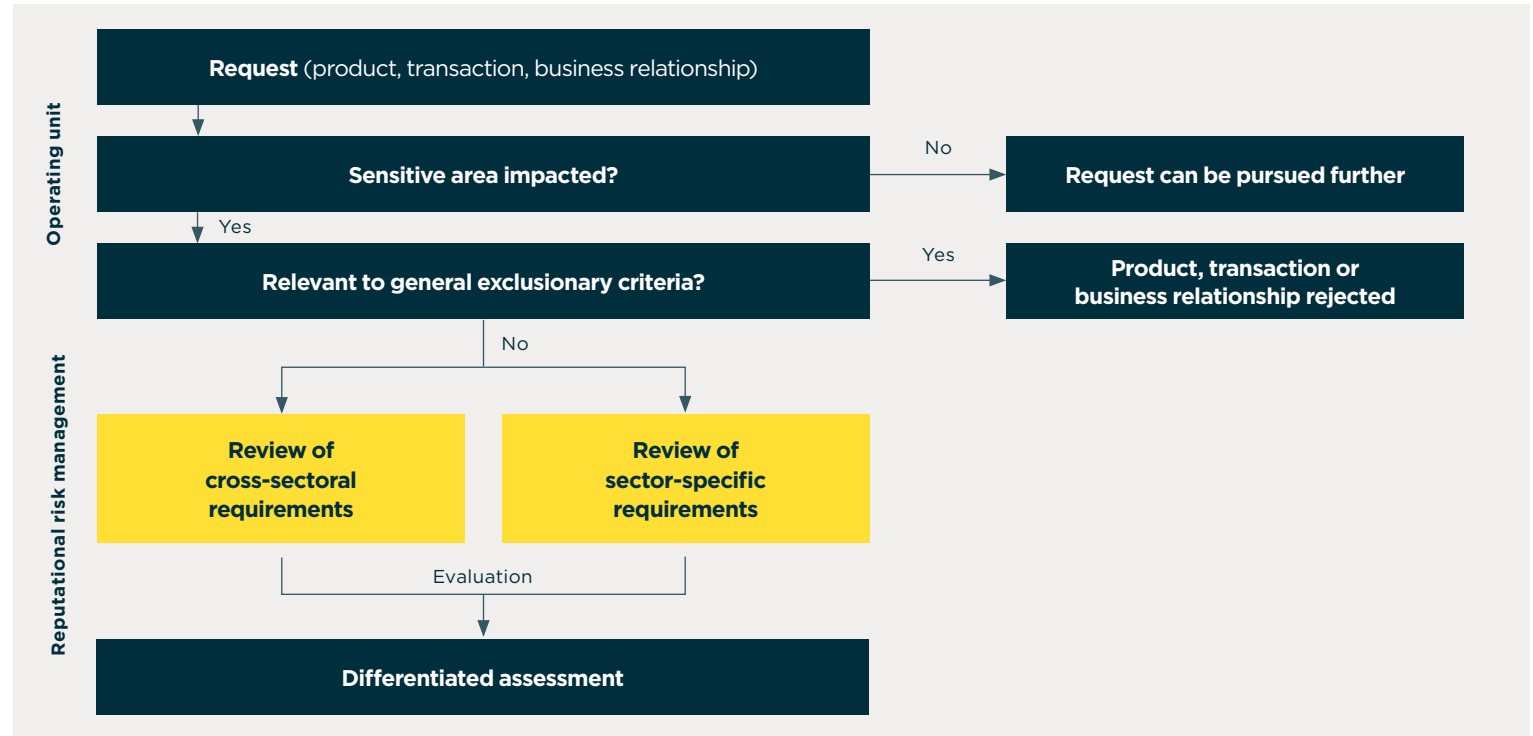 Operating unit
Request (product, transaction, business relationship)
Sensitive area impacted?
No
Request can be pursued further
Yes
Relevant to general exclusionary criteria?
Yes
Product, transaction or
business relationship rejected
No
Reputational risk management
Review of
cross-sectoral
requirements
Review of
sector-specific
requirements
Evaluation
Differentiated assessment